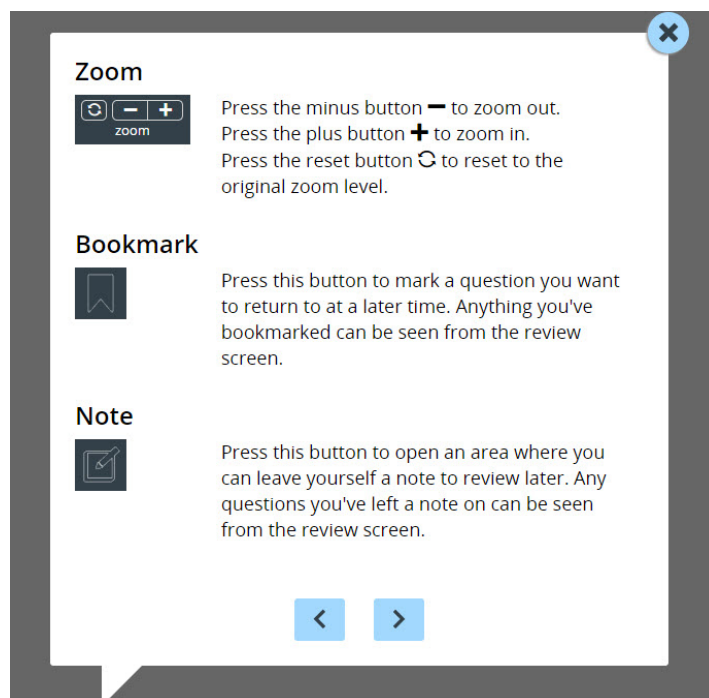 Zoom
zoom
Press the minus button − to zoom out.
Press the plus button + to zoom in.
Press the reset button to reset to the
original zoom level.
Bookmark
Press this button to mark a question you want
to return to at a later time. Anything you've
bookmarked can be seen from the review
screen.
Note
Press this button to open an area where you
can leave yourself a note to review later. Any
questions you've left a note on can be seen
from the review screen.